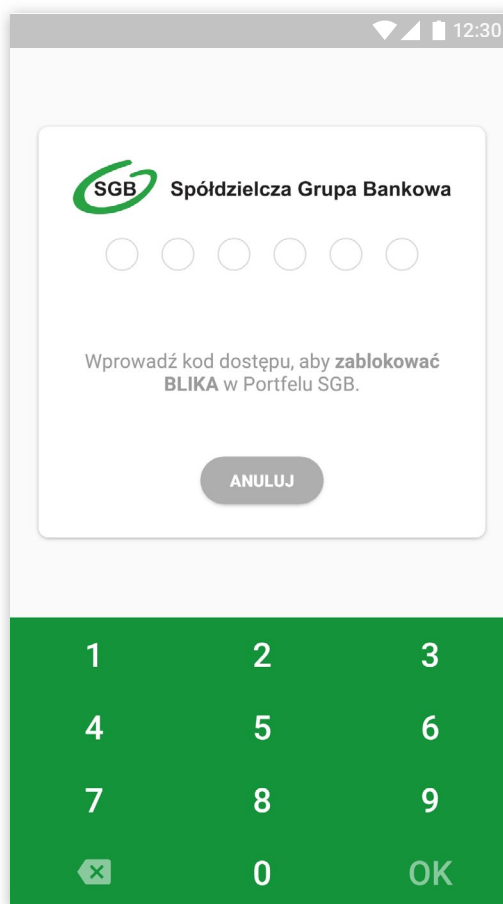 12:30
SGB Spółdzielcza Grupa Bankowa
Wprowadź kod dostępu, aby zablokować
BLIKA w Portfelu SGB.
ANULUJ
1 2 3
4 5 6
7 8 9
0 OK